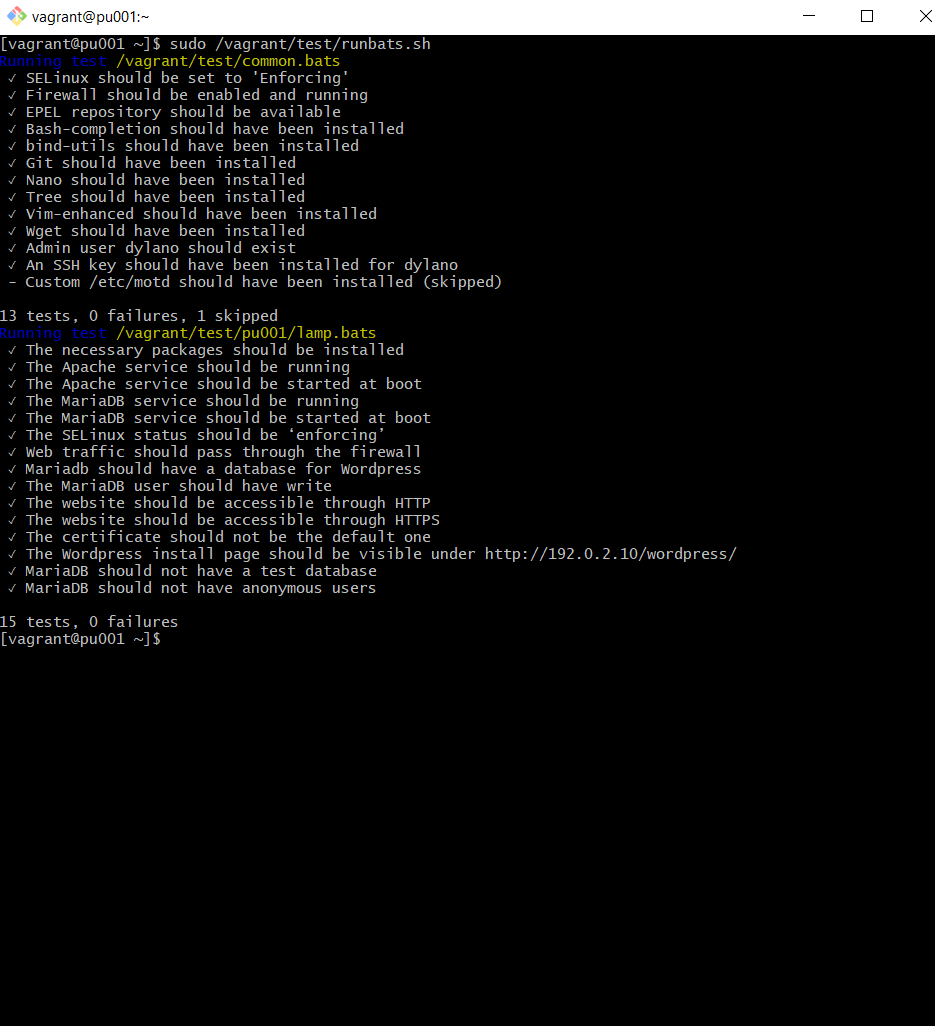 vagrant@pu001:~
[vagrant@pu001 ~]$ sudo /vagrant/test/runbats.sh
Running test /vagrant/test/common.bats
✓ SELinux should be set to 'Enforcing'
✓ Firewall should be enabled and running
✓ EPEL repository should be available
✓ Bash-completion should have been installed
✓ bind-utils should have been installed
✓ Git should have been installed
✓ Nano should have been installed
✓ Tree should have been installed
✓ Vim-enhanced should have been installed
✓ Wget should have been installed
✓ Admin user dylano should exist
✓ An SSH key should have been installed for dylano
- Custom /etc/motd should have been installed (skipped)
13 tests, 0 failures, 1 skipped
Running test /vagrant/test/pu001/lamp.bats
✓ The necessary packages should be installed
✓ The Apache service should be running
✓ The Apache service should be started at boot
✓ The MariaDB service should be running
✓ The MariaDB service should be started at boot
✓ The SELinux status should be ‘enforcing’
✓ Web traffic should pass through the firewall
✓ Mariadb should have a database for Wordpress
✓ The MariaDB user should have write
✓ The website should be accessible through HTTP
✓ The website should be accessible through HTTPS
✓ The certificate should not be the default one
✓ The Wordpress install page should be visible under http://192.0.2.10/wordpress/
✓ MariaDB should not have a test database
✓ MariaDB should not have anonymous users
15 tests, 0 failures
[vagrant@pu001 ~]$